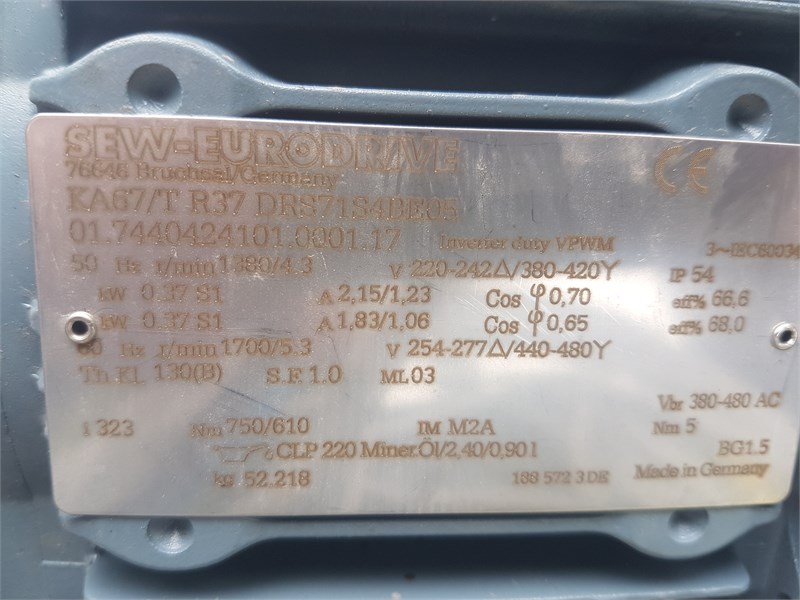 SEW-EURODRIVE
76646 Bruchsal/Germany
CE
KA67/T R37 DRS71S4BE05
01.7440424101.0001.17 Inverter duty VPWM 3~IEC60034
50 Hz r/min 1380/4.3 V 220-242△/380-420Y IP 54
kW 0.37 S1 A 2,15/1,23 Cos φ 0,70 eff% 66,6
kW 0.37 S1 A 1,83/1,06 Cos φ 0,65 eff% 68,0
60 Hz r/min 1700/5.3 V 254-277△/440-480Y
Th.Kl. 130(B) S.F. 1.0 ML 03
Vbr 380-480 AC
i 323 Nm 750/610 IM M2A Nm 5
CLP 220 Miner.Öl/2,40/0,90 l BG1.5
kg 52.218 188 572 3 DE Made in Germany